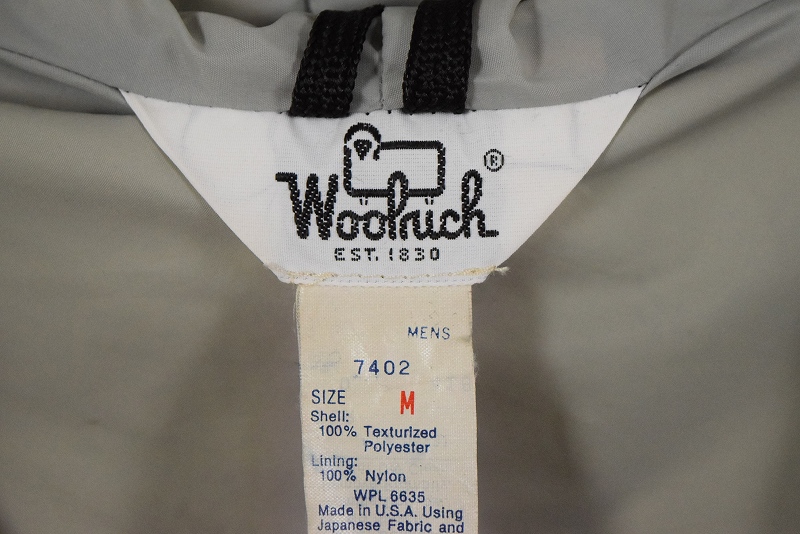 ®
Woolrich
EST. 1830
MENS
7402
SIZE M
Shell:
100% Texturized
Polyester
Lining:
100% Nylon
WPL 6635
Made in U.S.A. Using
Japanese Fabric and